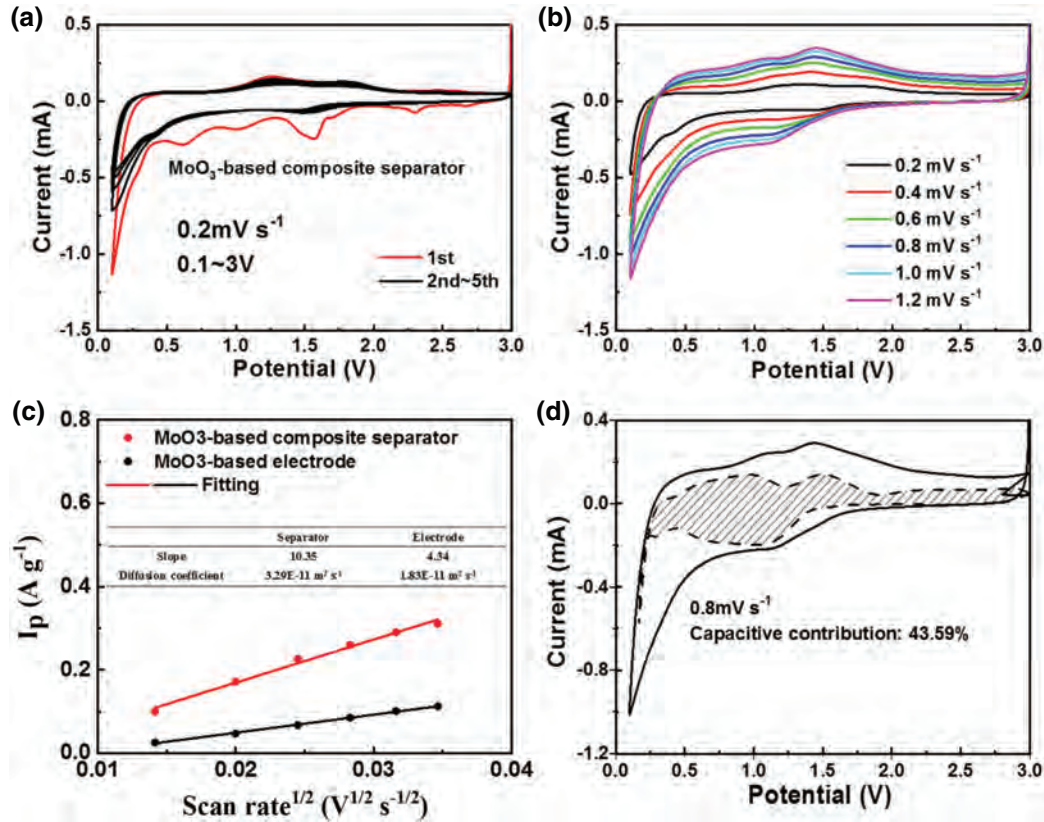 (a)
0.5
0.0
-0.5
-1.0
-1.5
Current (mA)
MoO₃-based composite separator
0.2mV s⁻¹
0.1~3V
1st
2nd~5th
0.0 0.5 1.0 1.5 2.0 2.5 3.0
Potential (V)
(b)
0.5
0.0
-0.5
-1.0
-1.5
Current (mA)
0.2 mV s⁻¹
0.4 mV s⁻¹
0.6 mV s⁻¹
0.8 mV s⁻¹
1.0 mV s⁻¹
1.2 mV s⁻¹
0.0 0.5 1.0 1.5 2.0 2.5 3.0
Potential (V)
(c)
0.8
0.6
0.4
0.2
0.0
Iₚ (A g⁻¹)
MoO3-based composite separator
MoO3-based electrode
Fitting
Separator Electrode
Slope 10.35
Diffusion coefficient 3.29E-11 m² s⁻¹ 1.83E-11 m² s⁻¹
0.01 0.02 0.03 0.04
Scan rate¹ᐟ² (V¹ᐟ² s⁻¹ᐟ²)
(d)
0.4
0.0
-0.4
-0.8
-1.2
Current (mA)
0.8mV s⁻¹
Capacitive contribution: 43.59%
0.0 0.5 1.0 1.5 2.0 2.5 3.0
Potential (V)